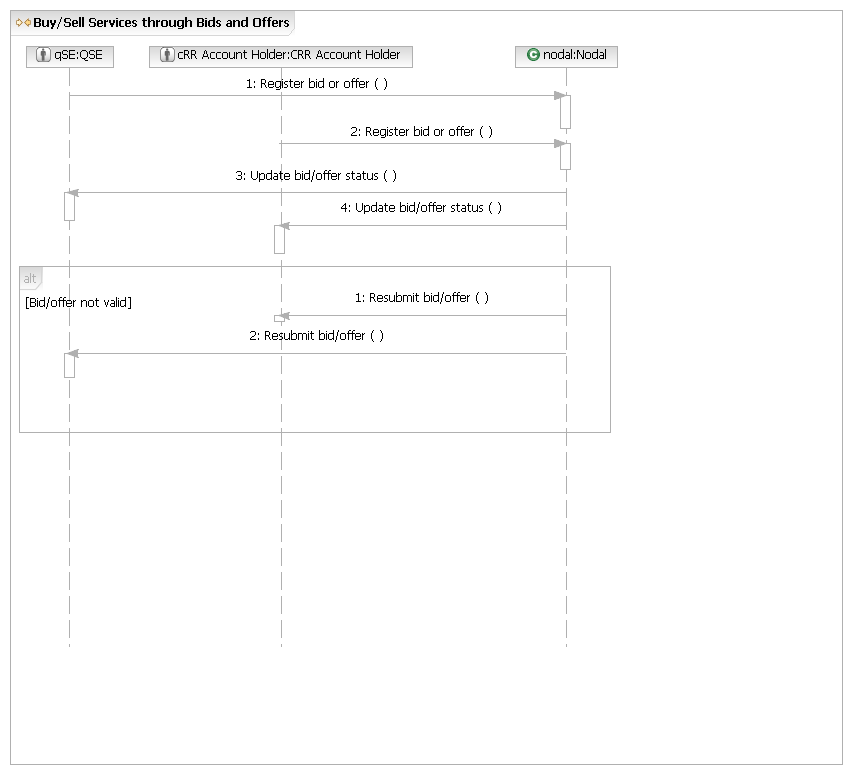 Buy/Sell Services through Bids and Offers
qSE:QSE
cRR Account Holder:CRR Account Holder
nodal:Nodal
1: Register bid or offer ( )
2: Register bid or offer ( )
3: Update bid/offer status ( )
4: Update bid/offer status ( )
alt
[Bid/offer not valid]
1: Resubmit bid/offer ( )
2: Resubmit bid/offer ( )